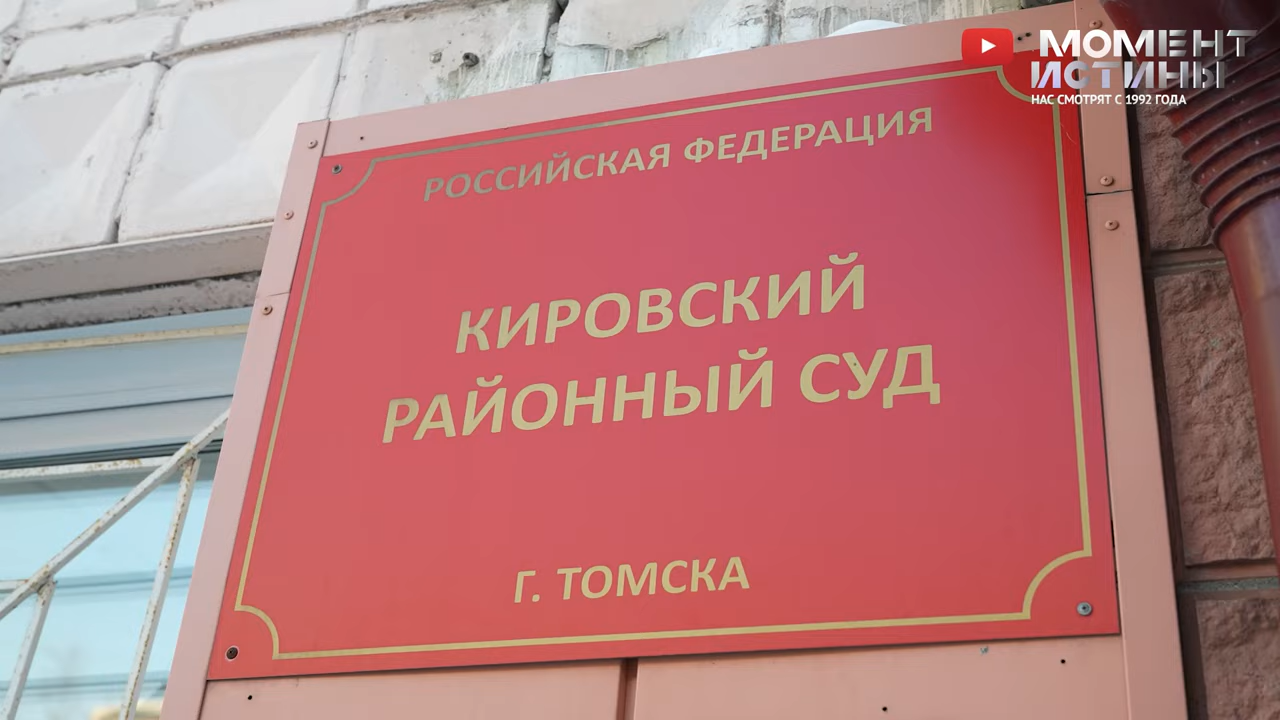 МОМЕНТ
ИСТИНЫ
НАС СМОТРЯТ С 1992 ГОДА
РОССИЙСКАЯ ФЕДЕРАЦИЯ
КИРОВСКИЙ
РАЙОННЫЙ СУД
Г. ТОМСКА